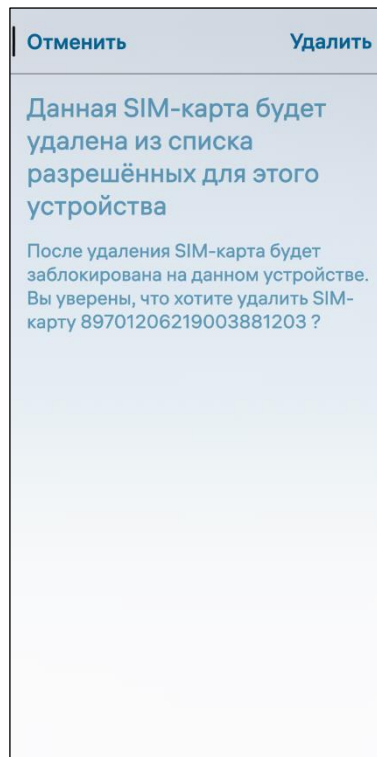 Отменить Удалить
Данная SIM-карта будет
удалена из списка
разрешённых для этого
устройства
После удаления SIM-карта будет
заблокирована на данном устройстве.
Вы уверены, что хотите удалить SIM-
карту 89701206219003881203 ?